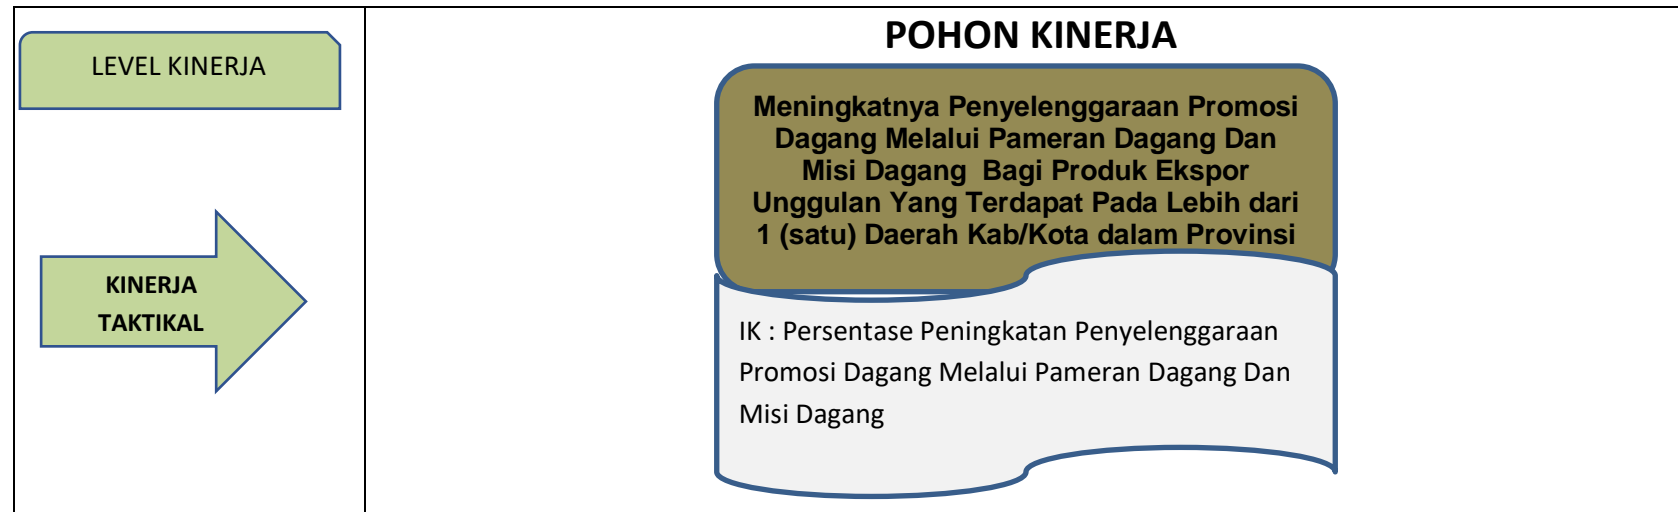 LEVEL KINERJA
KINERJA
TAKTIKAL
POHON KINERJA
Meningkatnya Penyelenggaraan Promosi
Dagang Melalui Pameran Dagang Dan
Misi Dagang  Bagi Produk Ekspor
Unggulan Yang Terdapat Pada Lebih dari
1 (satu) Daerah Kab/Kota dalam Provinsi
IK : Persentase Peningkatan Penyelenggaraan
Promosi Dagang Melalui Pameran Dagang Dan
Misi Dagang